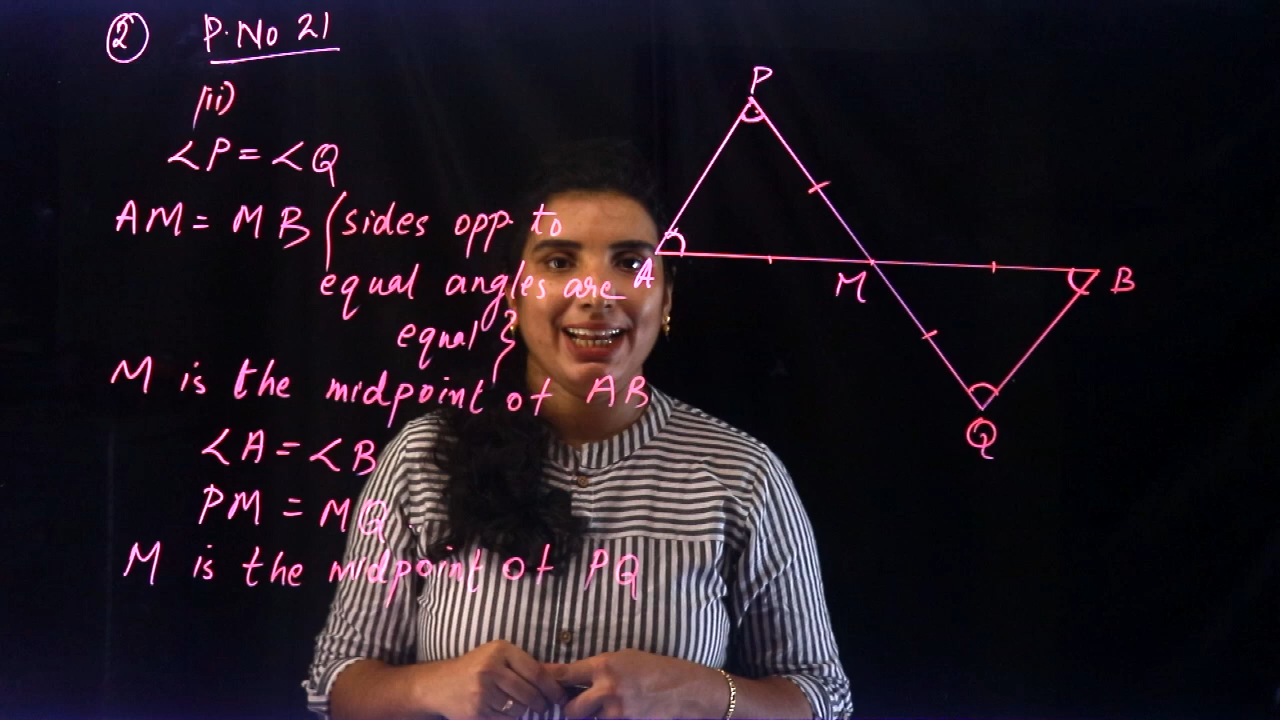 ② P.No 21
(ii)
∠P = ∠Q
AM = MB {sides opp. to
equal angles are
equal}
M is the midpoint of AB
∠A = ∠B
PM = MQ.
M is the midpoint of PQ
P
A
M
B
Q